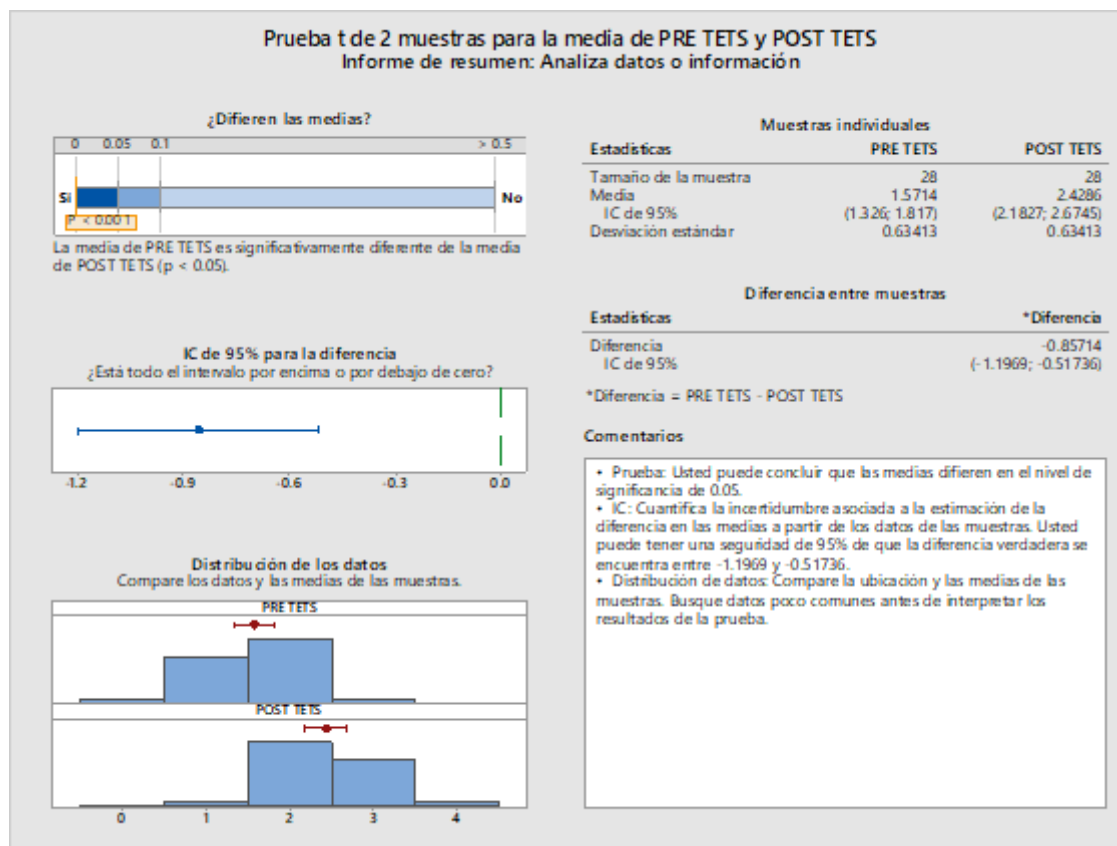 Prueba t de 2 muestras para la media de PRE TETS y POST TETS
Informe de resumen: Analiza datos o información
¿Difieren las medias?
0 0.05 0.1 > 0.5
Sí No
P < 0.001
La media de PRE TETS es significativamente diferente de la media
de POST TETS (p < 0.05).
IC de 95% para la diferencia
¿Está todo el intervalo por encima o por debajo de cero?
-1.2 -0.9 -0.6 -0.3 0.0
Distribución de los datos
Compare los datos y las medias de las muestras.
PRE TETS
POST TETS
0 1 2 3 4
Muestras individuales
Estadísticas PRE TETS POST TETS
Tamaño de la muestra 28 28
Media 1.5714 2.4286
IC de 95% (1.326; 1.817) (2.1827; 2.6745)
Desviación estándar 0.63413 0.63413
Diferencia entre muestras
Estadísticas *Diferencia
Diferencia -0.85714
IC de 95% (-1.1969; -0.51736)
*Diferencia = PRE TETS - POST TETS
Comentarios
• Prueba: Usted puede concluir que las medias difieren en el nivel de
significancia de 0.05.
• IC: Cuantifica la incertidumbre asociada a la estimación de la
diferencia en las medias a partir de los datos de las muestras. Usted
puede tener una seguridad de 95% de que la diferencia verdadera se
encuentra entre -1.1969 y -0.51736.
• Distribución de datos: Compare la ubicación y las medias de las
muestras. Busque datos poco comunes antes de interpretar los
resultados de la prueba.